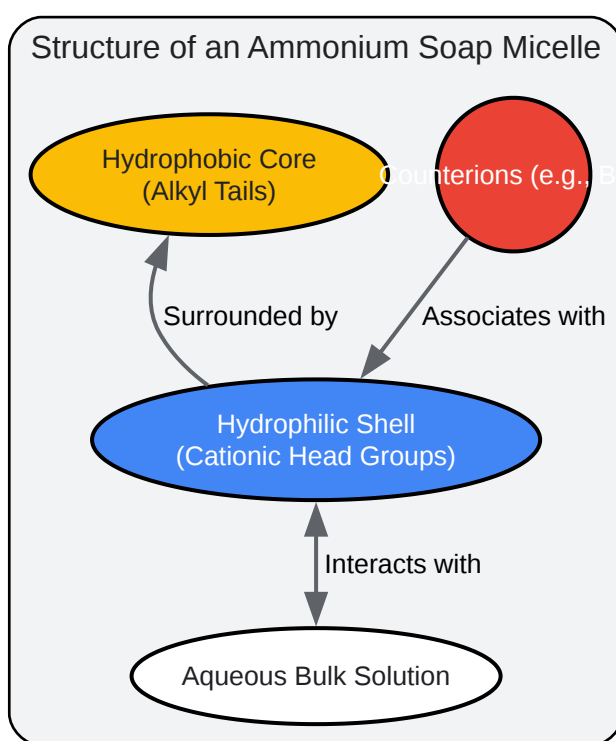 Structure of an Ammonium Soap Micelle
Hydrophobic Core
(Alkyl Tails)
Counterions (e.g., B
Surrounded by
Associates with
Hydrophilic Shell
(Cationic Head Groups)
Interacts with
Aqueous Bulk Solution